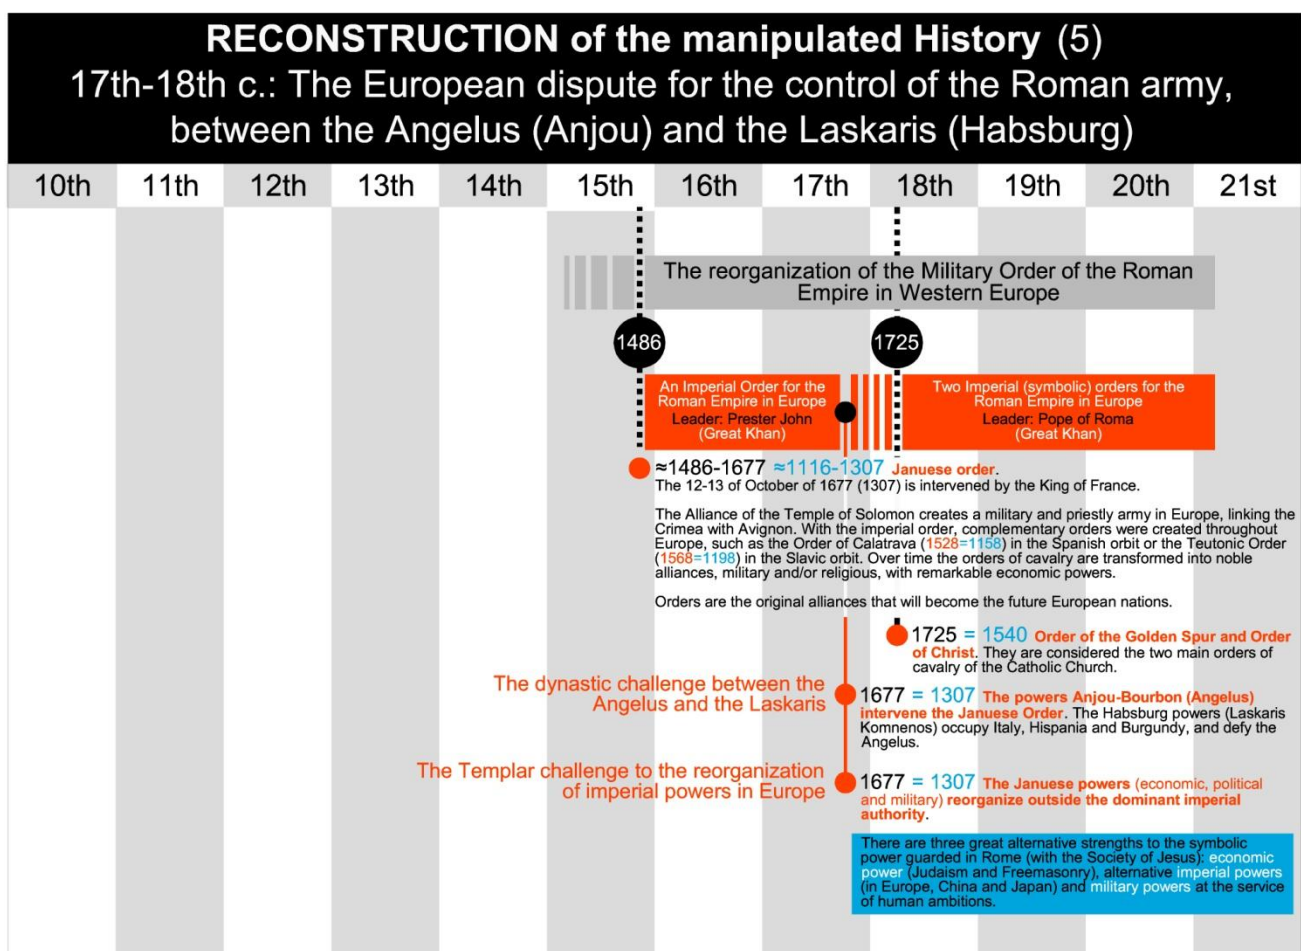 RECONSTRUCTION of the manipulated History (5)
17th-18th c.: The European dispute for the control of the Roman army,
between the Angelus (Anjou) and the Laskaris (Habsburg)
10th 11th 12th 13th 14th 15th 16th 17th 18th 19th 20th 21st
The reorganization of the Military Order of the Roman
Empire in Western Europe
1486 1725
An Imperial Order for the
Roman Empire in Europe
Leader: Prester John
(Great Khan)
Two Imperial (symbolic) orders for the
Roman Empire in Europe
Leader: Pope of Roma
(Great Khan)
≈1486-1677 ≈1116-1307 Januese order.
The 12-13 of October of 1677 (1307) is intervened by the King of France.
The Alliance of the Temple of Solomon creates a military and priestly army in Europe, linking the
Crimea with Avignon. With the imperial order, complementary orders were created throughout
Europe, such as the Order of Calatrava (1528=1158) in the Spanish orbit or the Teutonic Order
(1568=1198) in the Slavic orbit. Over time the orders of cavalry are transformed into noble
alliances, military and/or religious, with remarkable economic powers.
Orders are the original alliances that will become the future European nations.
1725 = 1540 Order of the Golden Spur and Order
of Christ. They are considered the two main orders of
cavalry of the Catholic Church.
The dynastic challenge between the
Angelus and the Laskaris
1677 = 1307 The powers Anjou-Bourbon (Angelus)
intervene the Januese Order. The Habsburg powers (Laskaris
Komnenos) occupy Italy, Hispania and Burgundy, and defy the
Angelus.
The Templar challenge to the reorganization
of imperial powers in Europe
1677 = 1307 The Januese powers (economic, political
and military) reorganize outside the dominant imperial
authority.
There are three great alternative strengths to the symbolic
power guarded in Rome (with the Society of Jesus): economic
power (Judaism and Freemasonry), alternative imperial powers
(in Europe, China and Japan) and military powers at the service
of human ambitions.